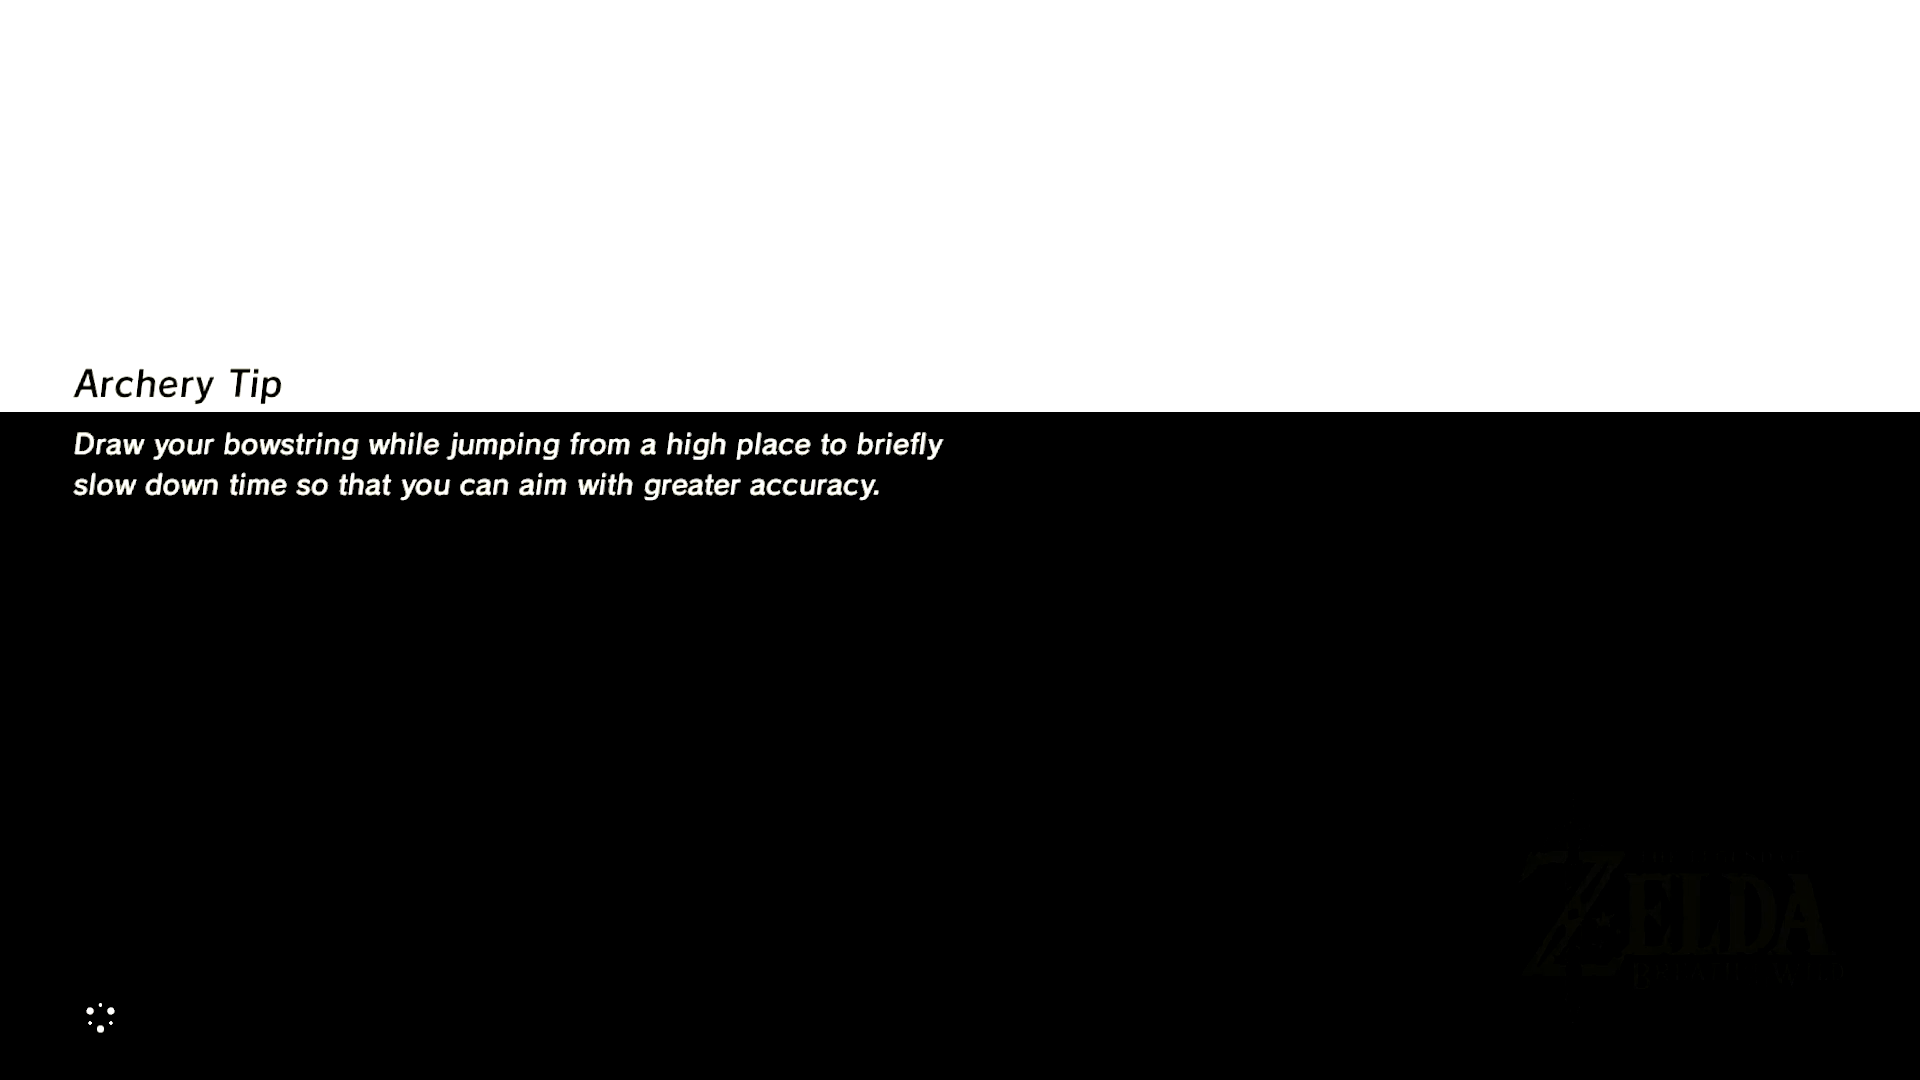 Archery Tip
Draw your bowstring while jumping from a high place to briefly
slow down time so that you can aim with greater accuracy.
ZELDA